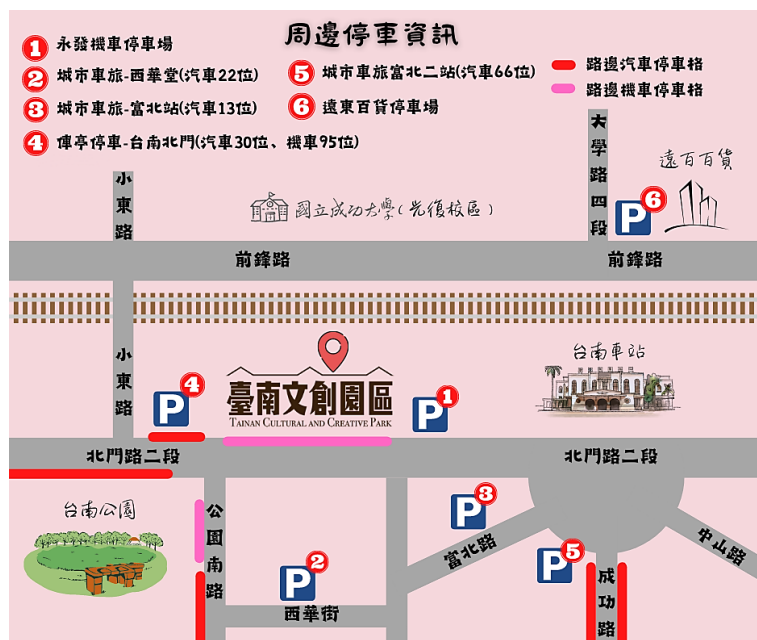 周邊停車資訊
1 永發機車停車場
2 城市車旅-西華堂(汽車22位)
3 城市車旅-富北站(汽車13位)
4 俥亭停車-台南北門(汽車30位、機車95位)
5 城市車旅富北二站(汽車66位)
6 遠東百貨停車場
路邊汽車停車格
路邊機車停車格
小東路
國立成功大學(光復校區)
大學路四段
P 6
遠百百貨
前鋒路
前鋒路
小東路
P 4
臺南文創園區
TAINAN CULTURAL AND CREATIVE PARK
P 1
台南車站
北門路二段
北門路二段
台南公園
公園南路
P 2
西華街
P 3
富北路
P 5
成功路
中山路